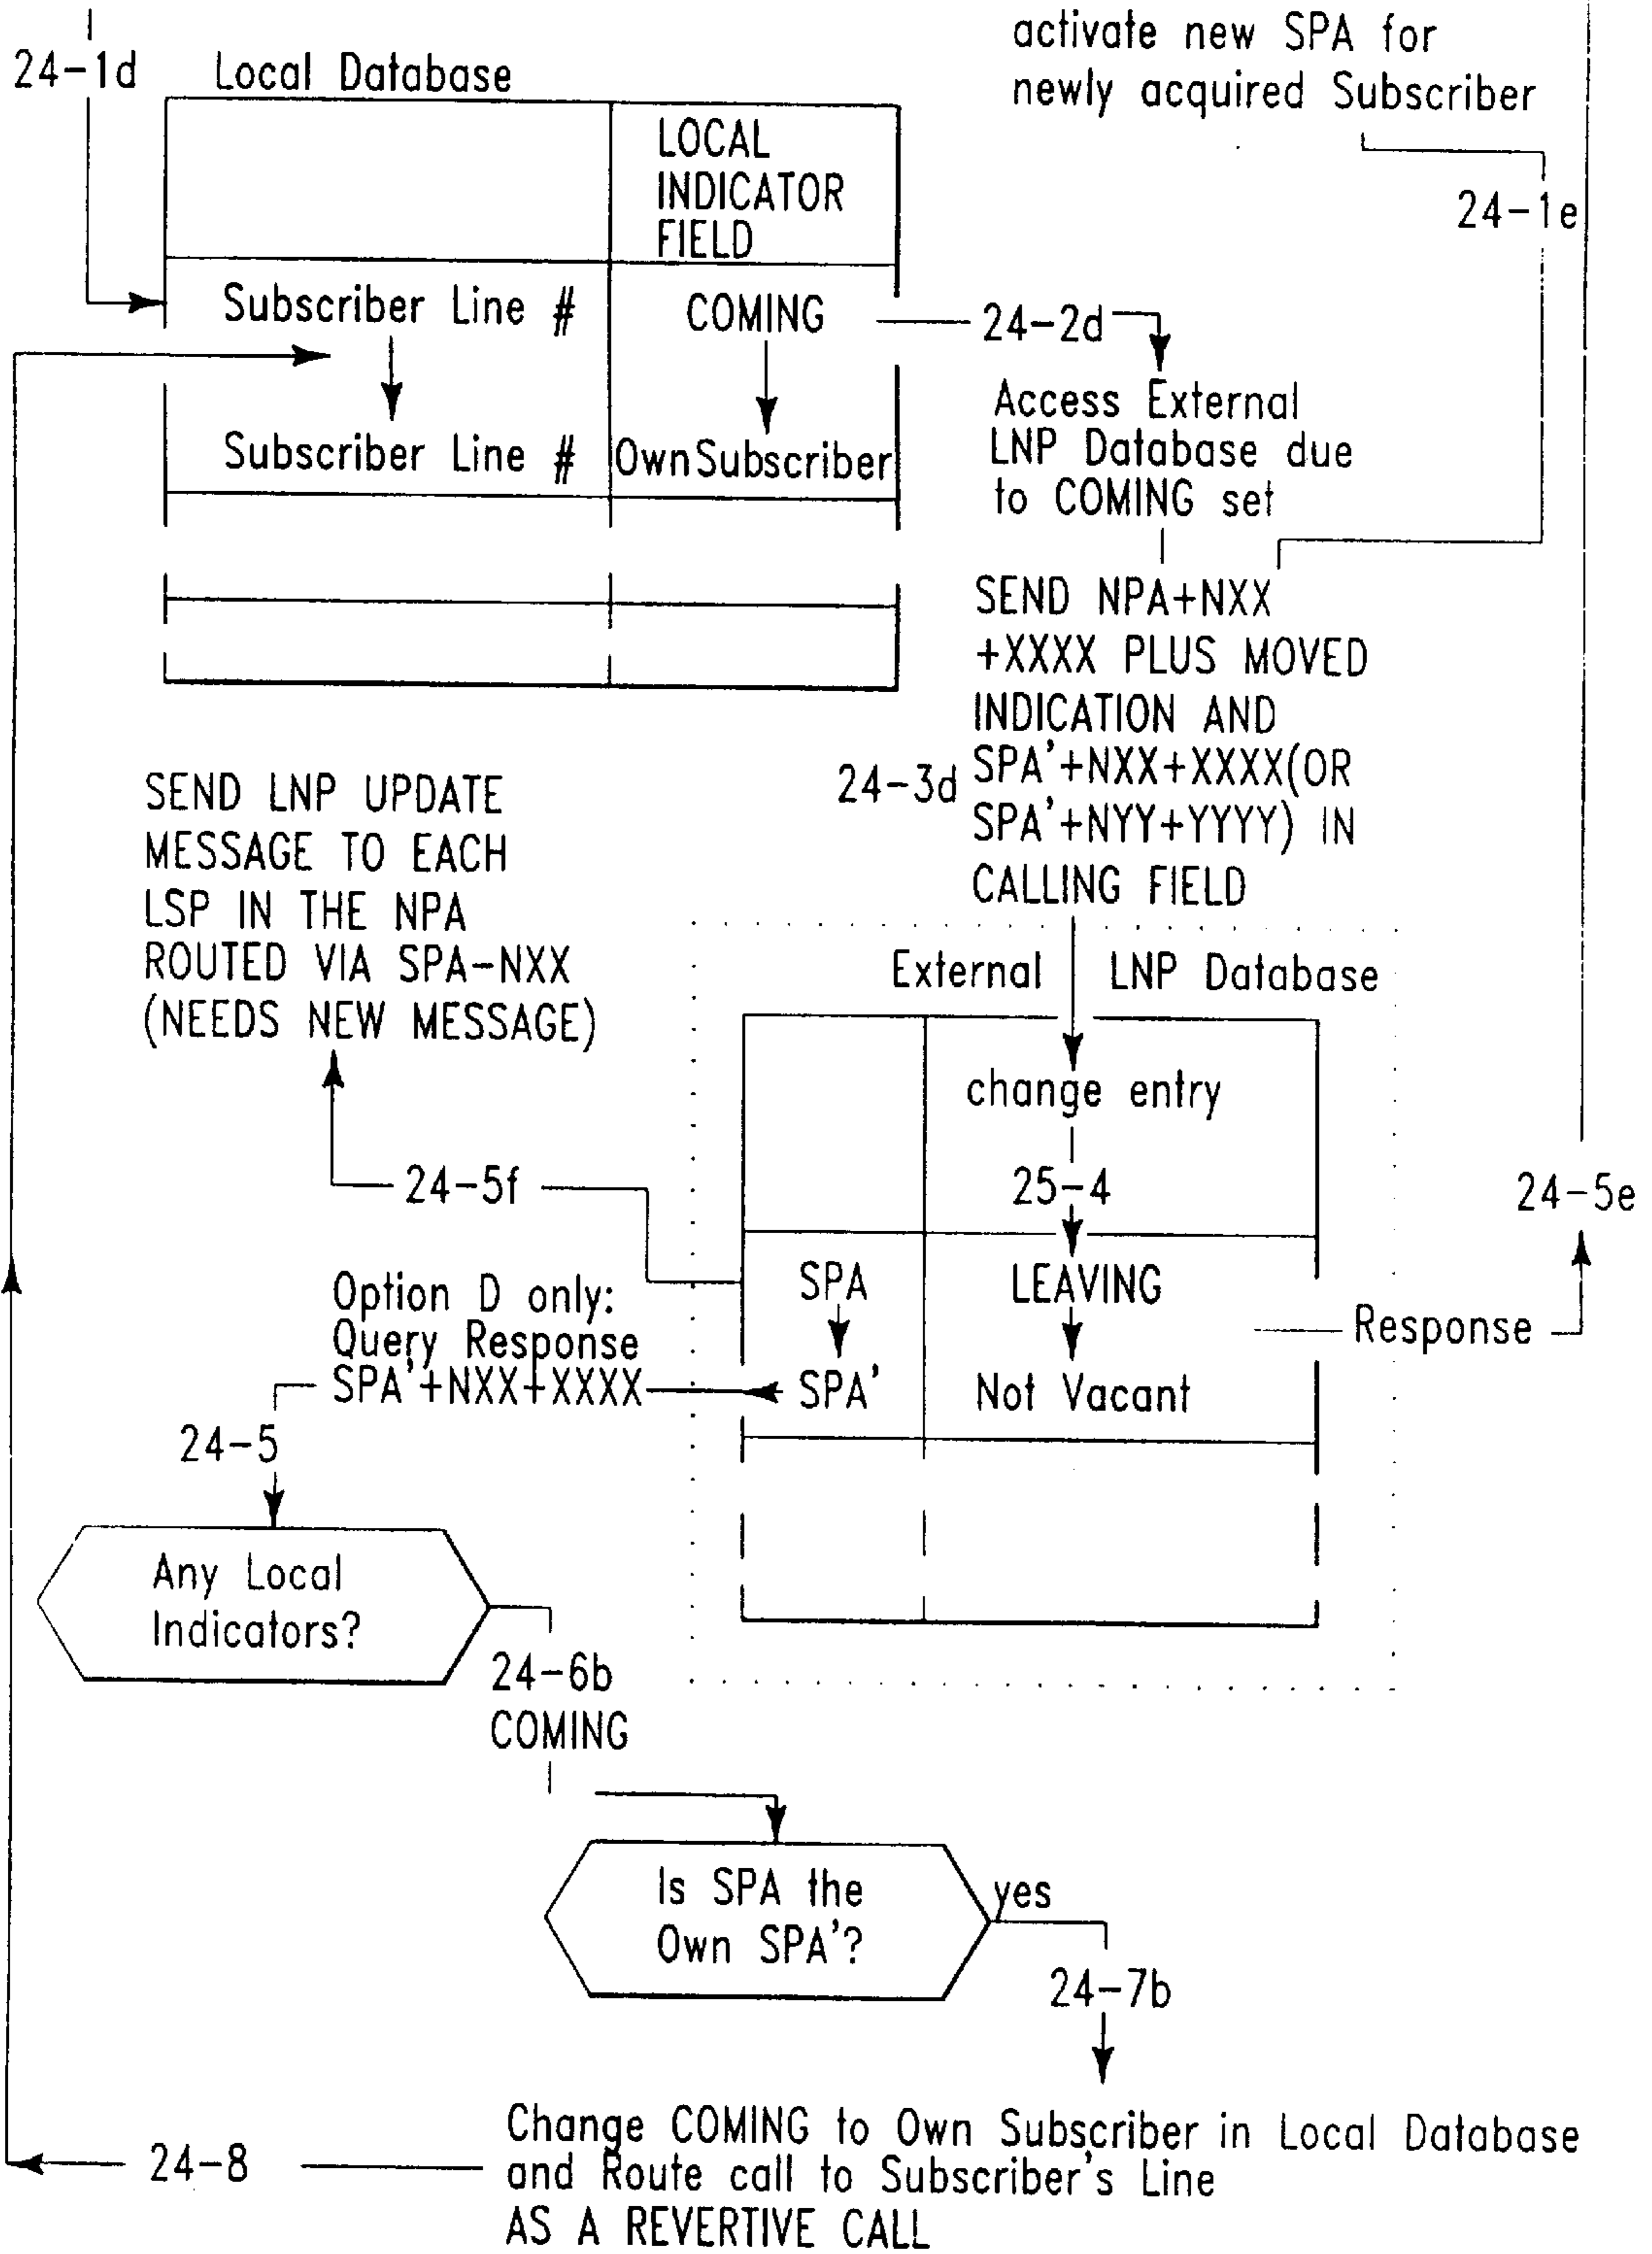 activate new SPA for
newly acquired Subscriber
24-1d
Local Database
LOCAL
INDICATOR
FIELD
24-1e
Subscriber Line #
COMING
24-2d
Subscriber Line #
Own Subscriber
Access External
LNP Database due
to COMING set
SEND NPA+NXX
+XXXX PLUS MOVED
INDICATION AND
SPA'+NXX+XXXX(OR
SPA'+NYY+YYYY) IN
CALLING FIELD
24-3d
SEND LNP UPDATE
MESSAGE TO EACH
LSP IN THE NPA
ROUTED VIA SPA-NXX
(NEEDS NEW MESSAGE)
External LNP Database
change entry
25-4
24-5f
24-5e
SPA
LEAVING
Response
SPA'
Not Vacant
Option D only:
Query Response
SPA'+NXX+XXXX
24-5
Any Local
Indicators?
24-6b
COMING
Is SPA the
Own SPA'?
yes
24-7b
Change COMING to Own Subscriber in Local Database
and Route call to Subscriber's Line
AS A REVERTIVE CALL
24-8